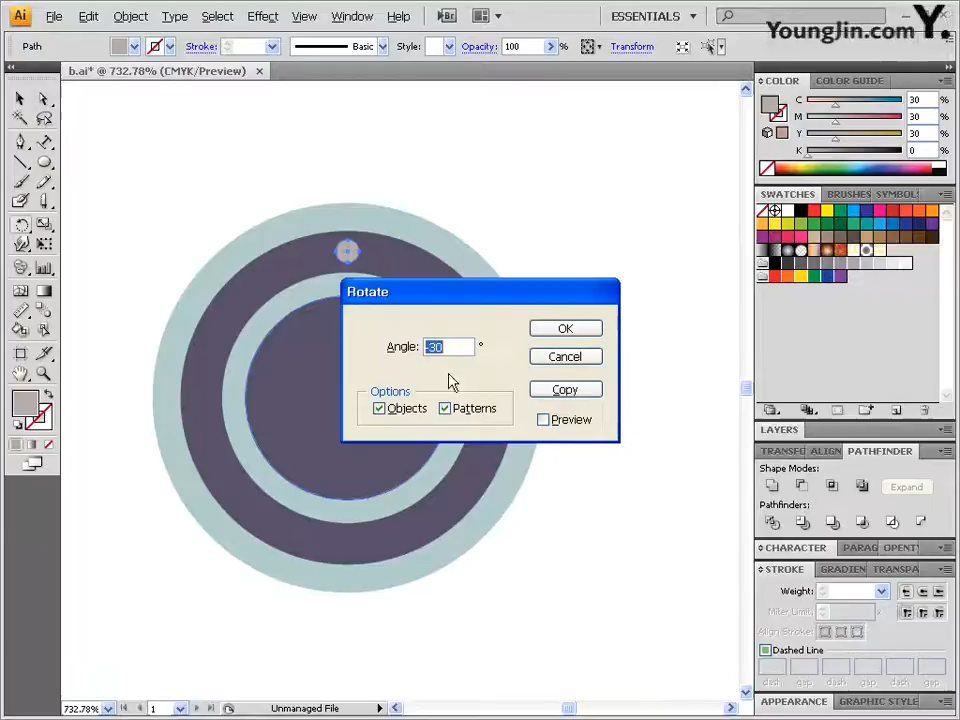 Ai File Edit Object Type Select Effect View Window Help Br ESSENTIALS
YoungJin.com Y.
Path Stroke: Basic Style: Opacity: 100 % Transform
b.ai* @ 732.78% (CMYK/Preview)
COLOR COLOR GUIDE
C 30 %
M 30 %
Y 30 %
K 0 %
SWATCHES BRUSHES SYMBOL
Rotate
Angle: -30 °
OK
Cancel
Options
Objects Patterns
Copy
Preview
LAYERS
TRANSF ALIGN PATHFINDER
Shape Modes:
Expand
Pathfinders:
CHARACTER PARAG OPENT
STROKE GRADIEN TRANSPA
Weight:
Miter Limit: x
Align Stroke:
Dashed Line
dash gap dash gap dash gap
APPEARANCE GRAPHIC STYLE
732.78% 1 Unmanaged File